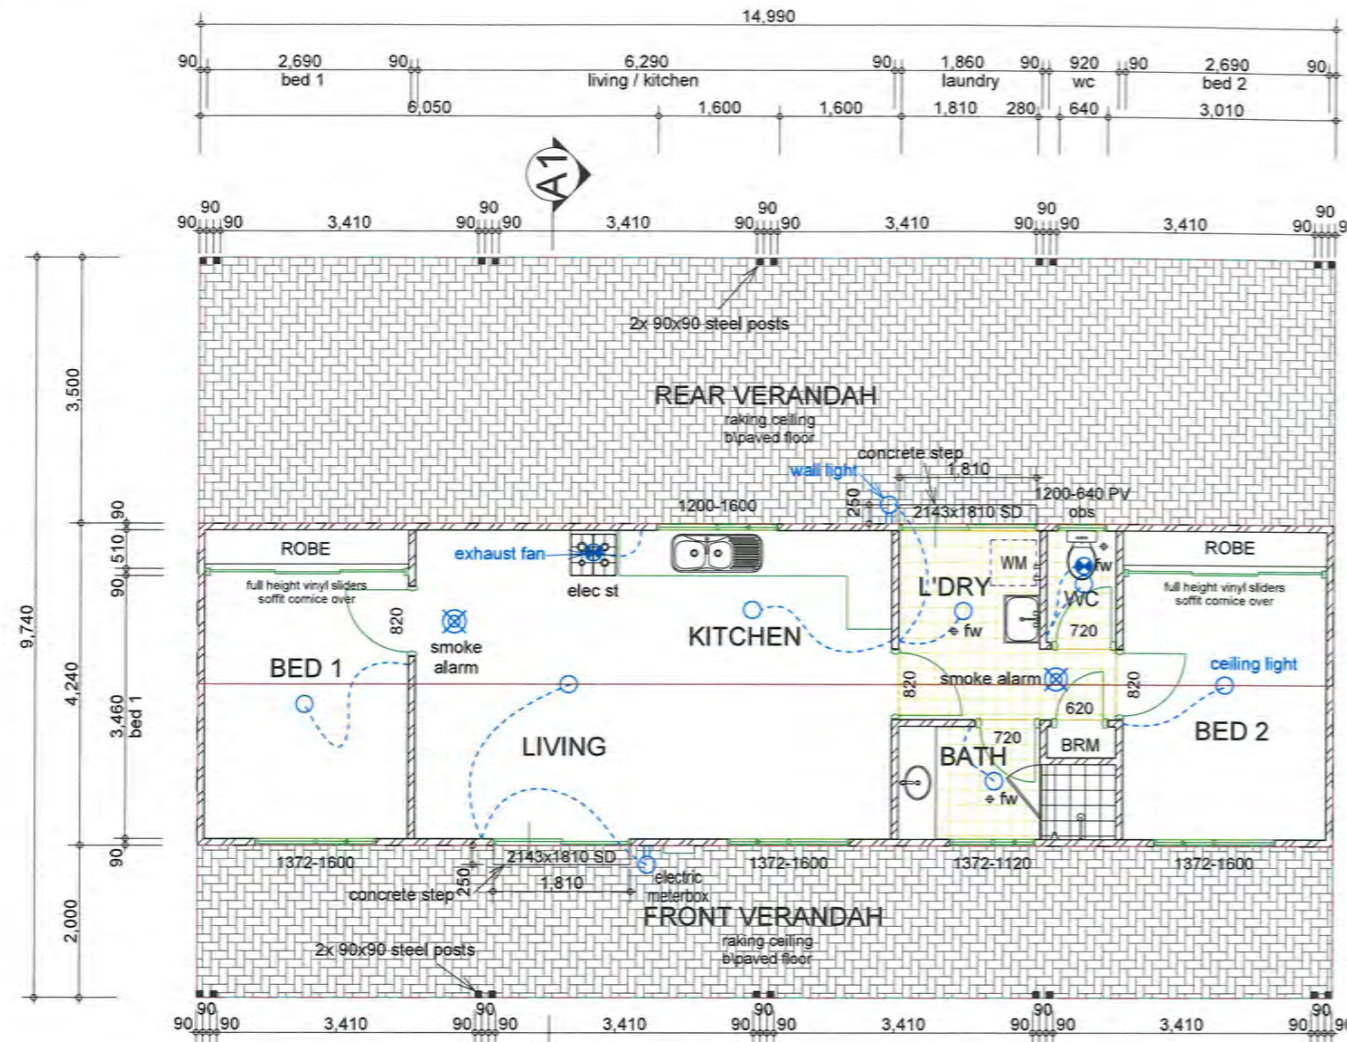 14,990
90 2,690 90 6,290 90 1,860 90 920 90 2,690 90
bed 1 living / kitchen laundry wc bed 2
6,050 1,600 1,600 1,810 280 640 3,010
A1
90 90 90 90 90
90 90 3,410 90 90 3,410 90 90 3,410 90 90 3,410 90 90
2x 90x90 steel posts
REAR VERANDAH
raking ceiling
b\paved floor
concrete step
wall light
1,810
250
1200-1600
2143x1810 SD
1200-640 PV
obs
9,740
3,500
4,240
2,000
90
510
90
3,460
bed 1
90
ROBE
full height vinyl sliders
soffit cornice over
exhaust fan
elec st
WM
fw
ROBE
full height vinyl sliders
soffit cornice over
L'DRY
WC
820
smoke
alarm
KITCHEN
fw
720
BED 1
820
smoke alarm
820
ceiling light
620
LIVING
720
BATH
BRM
BED 2
fw
1372-1600
2143x1810 SD
1372-1600
1372-1120
1372-1600
250
1,810
concrete step
electric
meterbox
FRONT VERANDAH
raking ceiling
b\paved floor
2x 90x90 steel posts
90 90 90 90 90
90 90 3,410 90 90 3,410 90 90 3,410 90 90 3,410 90 90